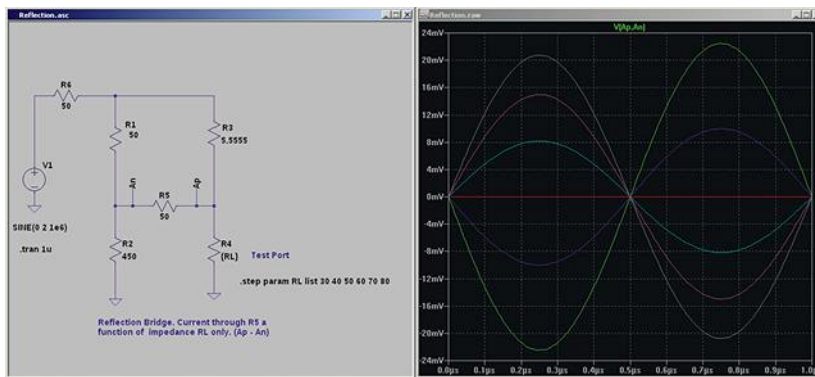 Reflection.asc
R6
50
R1
50
R3
5.5555
V1
An
Ap
R5
50
SINE(0 2 1e6)
.tran 1u
R2
450
R4
(RL)
Test Port
.step param RL list 30 40 50 60 70 80
Reflection Bridge. Current through R5 a
function of impedance RL only. (Ap - An)
Reflection.raw
V(Ap,An)
24mV
20mV
16mV
12mV
8mV
4mV
0mV
-4mV
-8mV
-12mV
-16mV
-20mV
-24mV
0.0µs
0.1µs
0.2µs
0.3µs
0.4µs
0.5µs
0.6µs
0.7µs
0.8µs
0.9µs
1.0µs